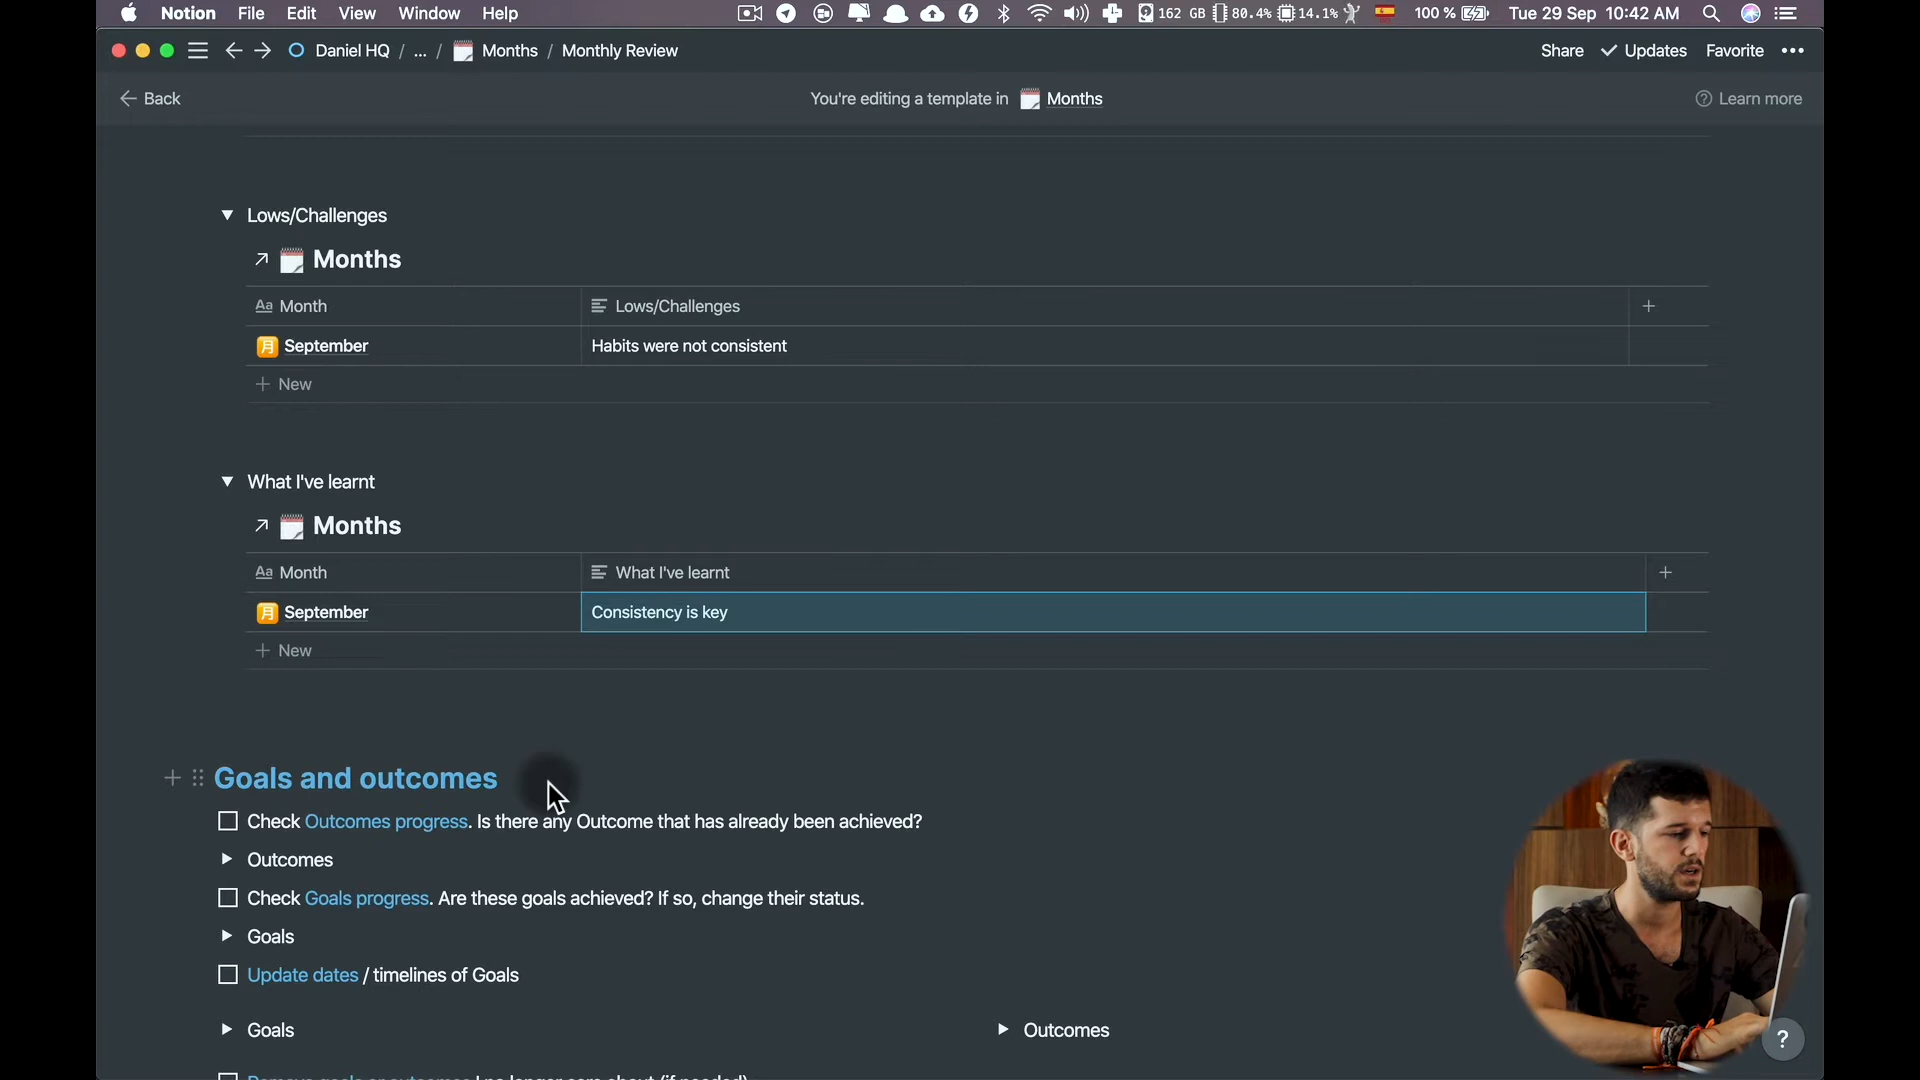 Notion File Edit View Window Help 162 GB 80.4% 14.1% 100 % Tue 29 Sep 10:42 AM
Daniel HQ / ... / Months / Monthly Review Share Updates Favorite •••
Back You're editing a template in Months Learn more
Lows/Challenges
Months
Aa Month Lows/Challenges +
月 September Habits were not consistent
+ New
What I've learnt
Months
Aa Month What I've learnt +
月 September Consistency is key
+ New
Goals and outcomes
Check Outcomes progress. Is there any Outcome that has already been achieved?
Outcomes
Check Goals progress. Are these goals achieved? If so, change their status.
Goals
Update dates / timelines of Goals
Goals Outcomes
?